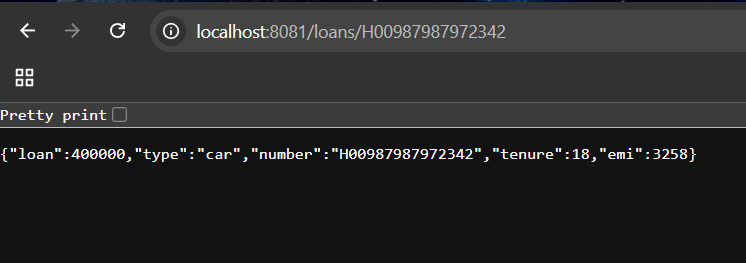 localhost:8081/loans/H00987987972342
Pretty print
{"loan":400000,"type":"car","number":"H00987987972342","tenure":18,"emi":3258}